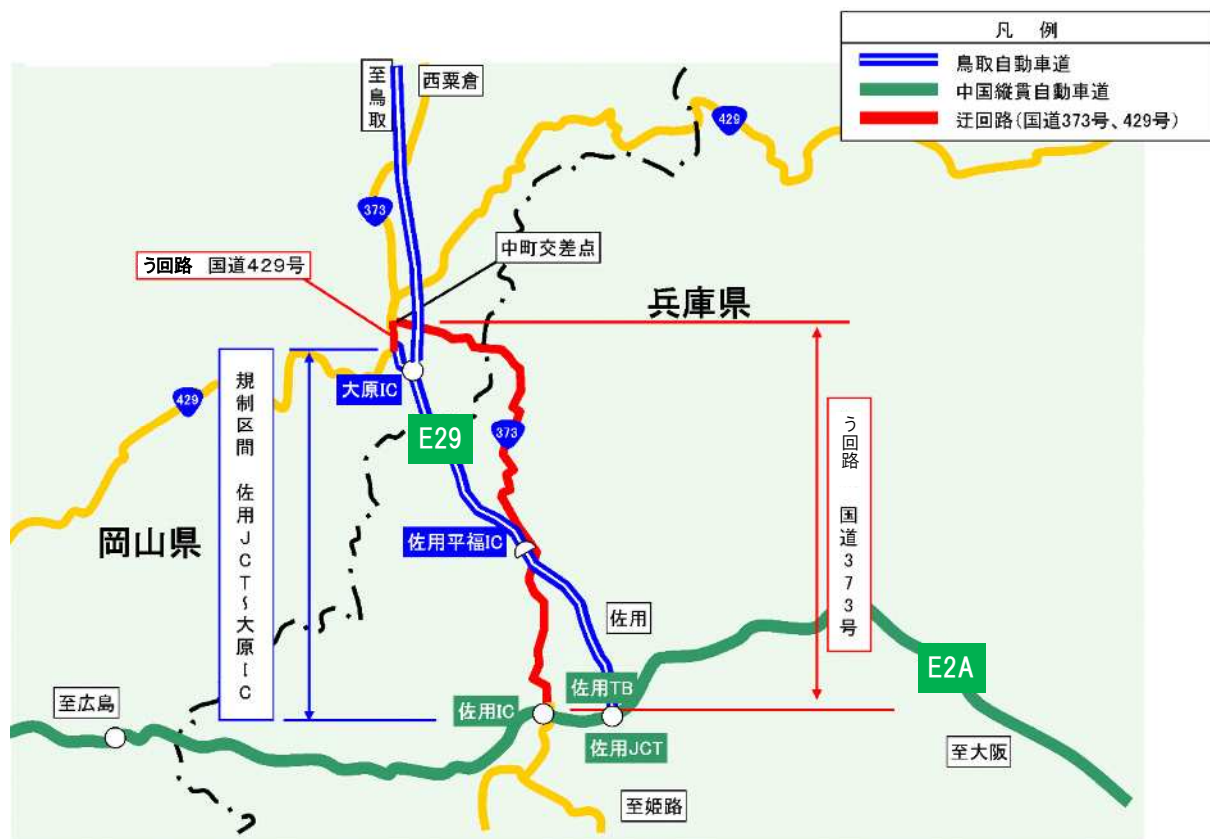 凡 例
鳥取自動車道
中国縦貫自動車道
迂回路(国道373号、429号)
至鳥取
西粟倉
429
373
中町交差点
う回路 国道429号
兵庫県
大原IC
429
規制区間 佐用JCT~大原IC
E29
373
う回路 国道373号
岡山県
佐用平福IC
佐用
E2A
佐用TB
至広島
佐用IC
佐用JCT
至大阪
至姫路